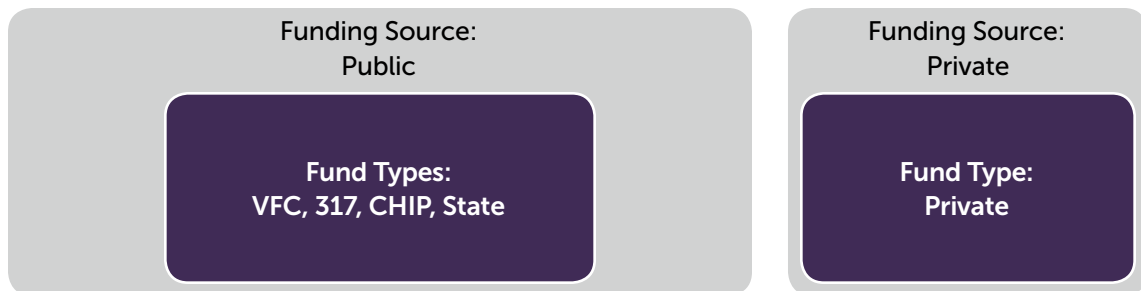 Funding Source:
Public
Fund Types:
VFC, 317, CHIP, State
Funding Source:
Private
Fund Type:
Private